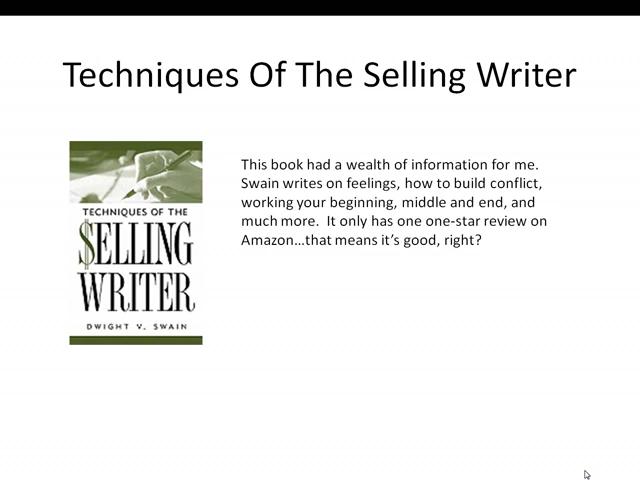 Techniques Of The Selling Writer
TECHNIQUES OF THE
$ELLING
WRITER
DWIGHT V. SWAIN
This book had a wealth of information for me.
Swain writes on feelings, how to build conflict,
working your beginning, middle and end, and
much more.  It only has one one-star review on
Amazon…that means it’s good, right?